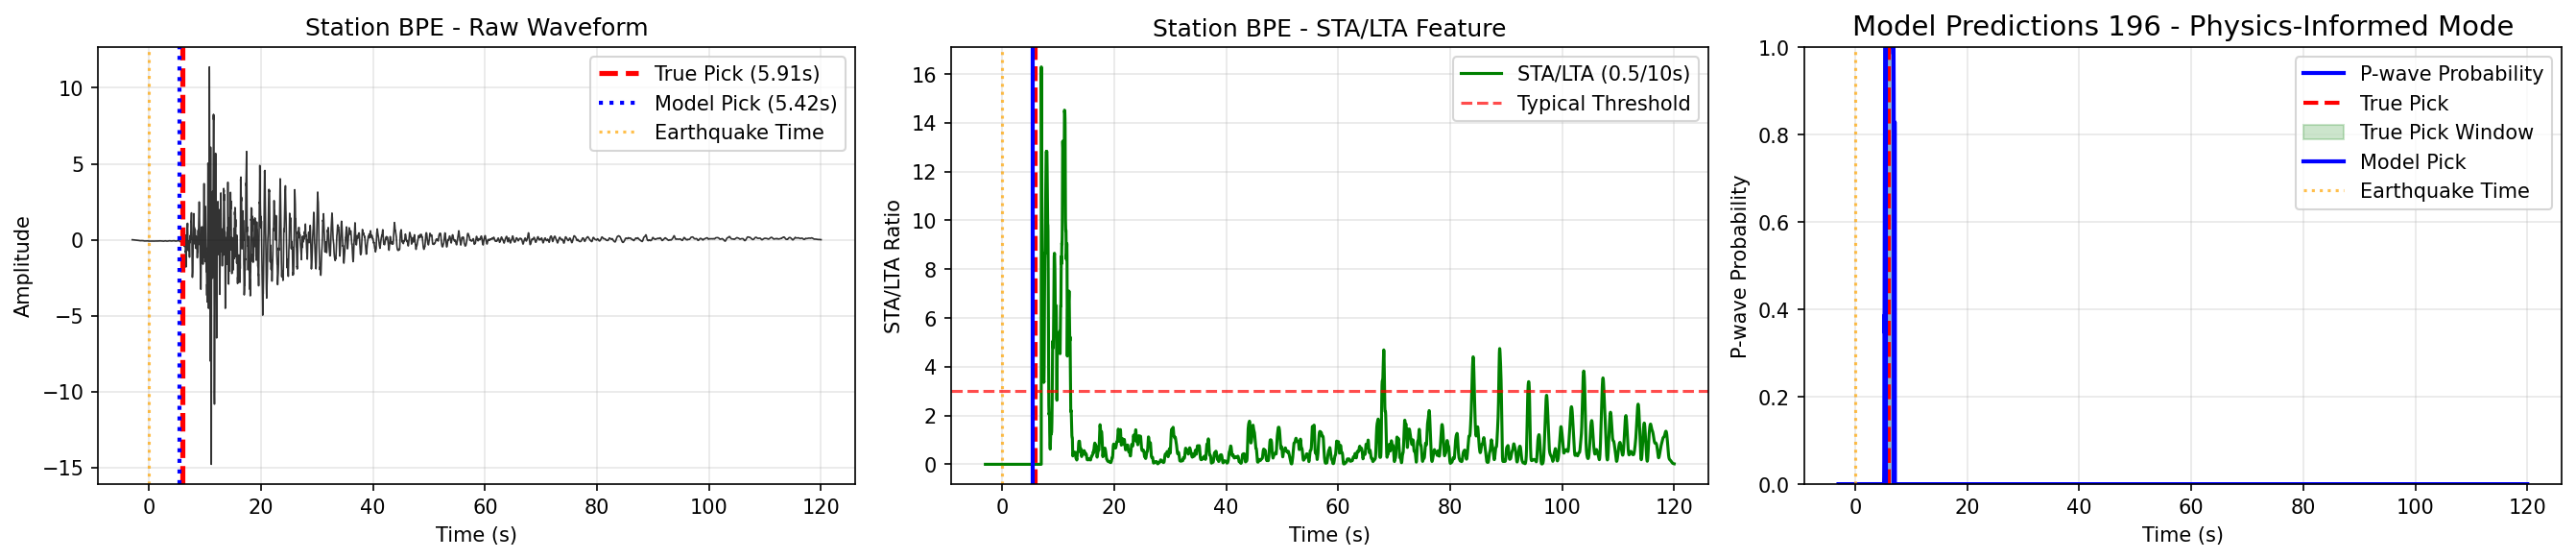 Station BPE - Raw Waveform
Amplitude
10
5
0
−5
−10
−15
True Pick (5.91s)
Model Pick (5.42s)
Earthquake Time
0 20 40 60 80 100 120
Time (s)
Station BPE - STA/LTA Feature
STA/LTA Ratio
16
14
12
10
8
6
4
2
0
STA/LTA (0.5/10s)
Typical Threshold
0 20 40 60 80 100 120
Time (s)
Model Predictions 196 - Physics-Informed Mode
P-wave Probability
1.0
0.8
0.6
0.4
0.2
0.0
P-wave Probability
True Pick
True Pick Window
Model Pick
Earthquake Time
0 20 40 60 80 100 120
Time (s)